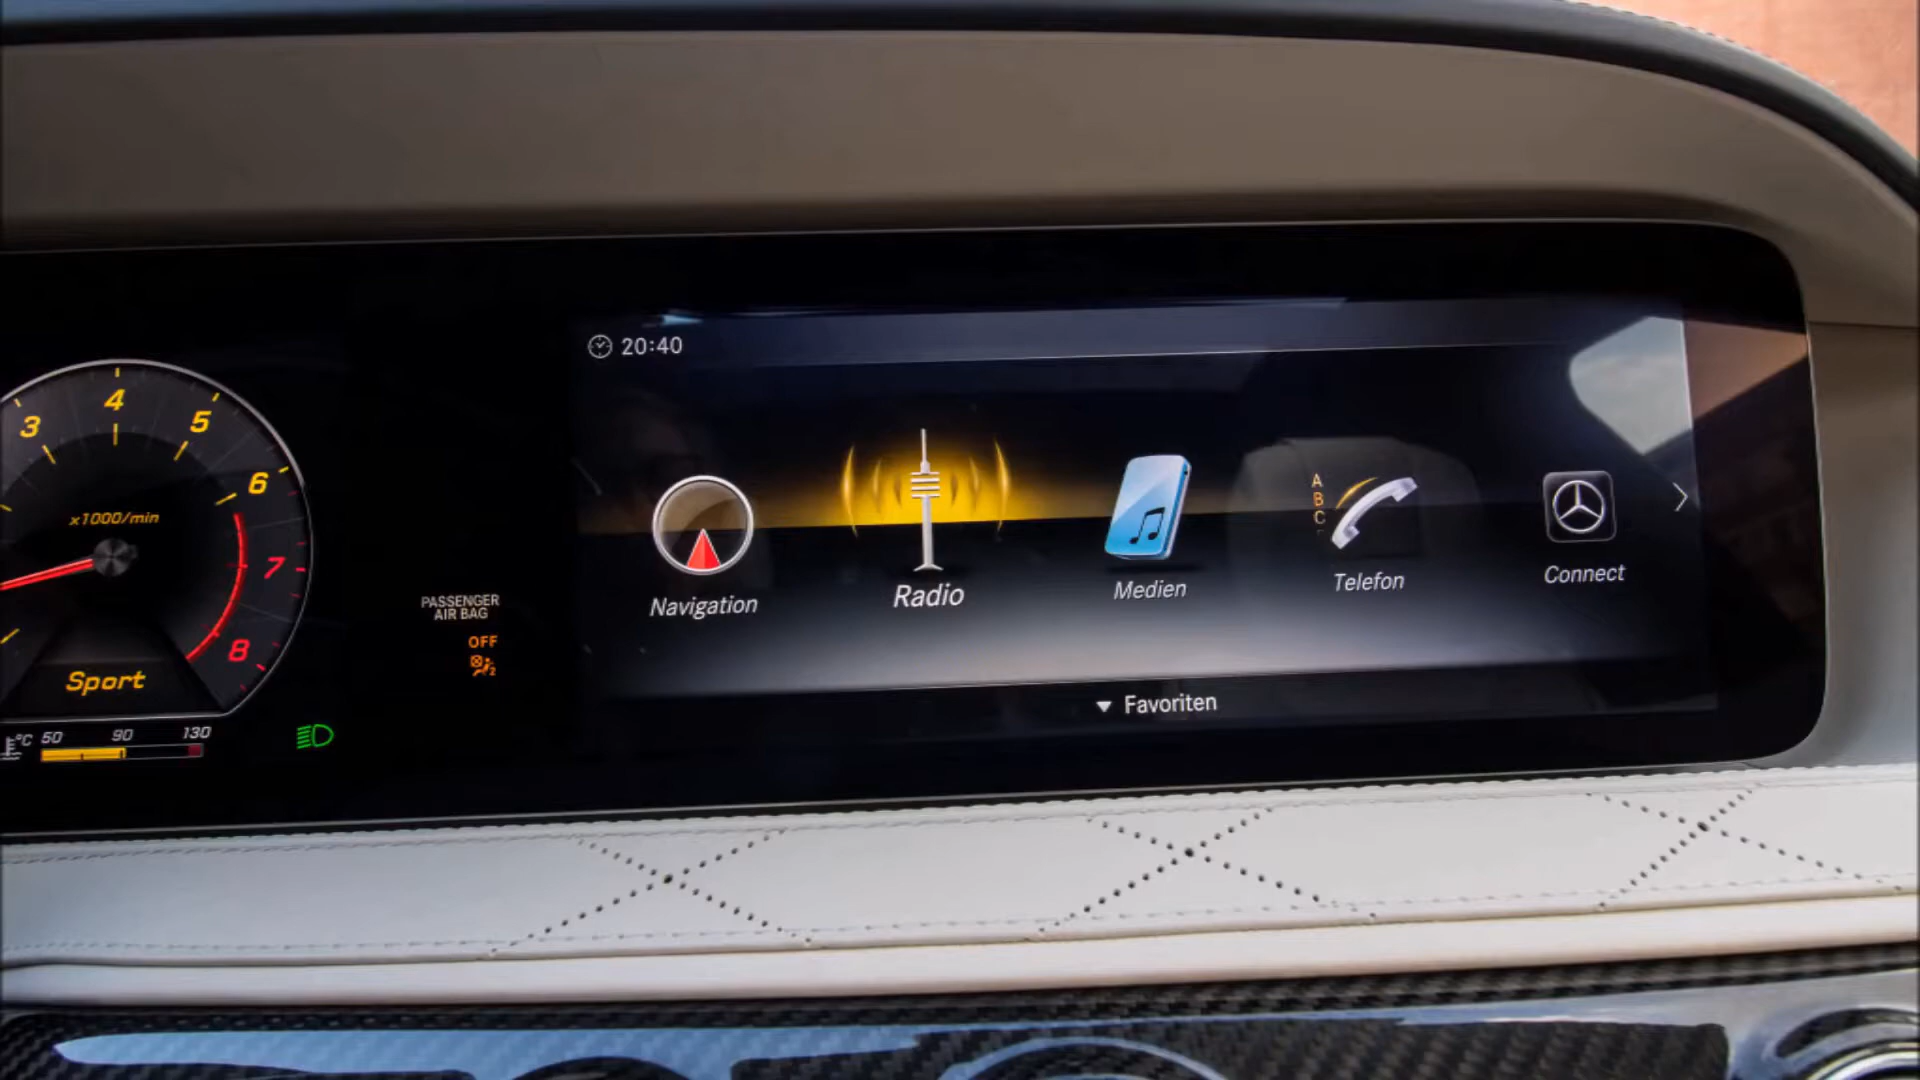 3
4
5
6
7
8
x1000/min
Sport
°C 50 90 130
PASSENGER
AIR BAG
OFF
2
20:40
A
B
C
Navigation
Radio
Medien
Telefon
Connect
Favoriten